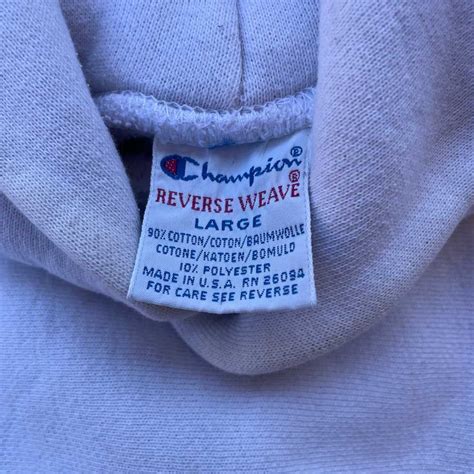 Champion®
REVERSE WEAVE®
LARGE
90% COTTON/COTON/BAUMWOLLE
COTONE/KATOEN/BOMULD
10% POLYESTER
MADE IN U.S.A. RN 26094
FOR CARE SEE REVERSE